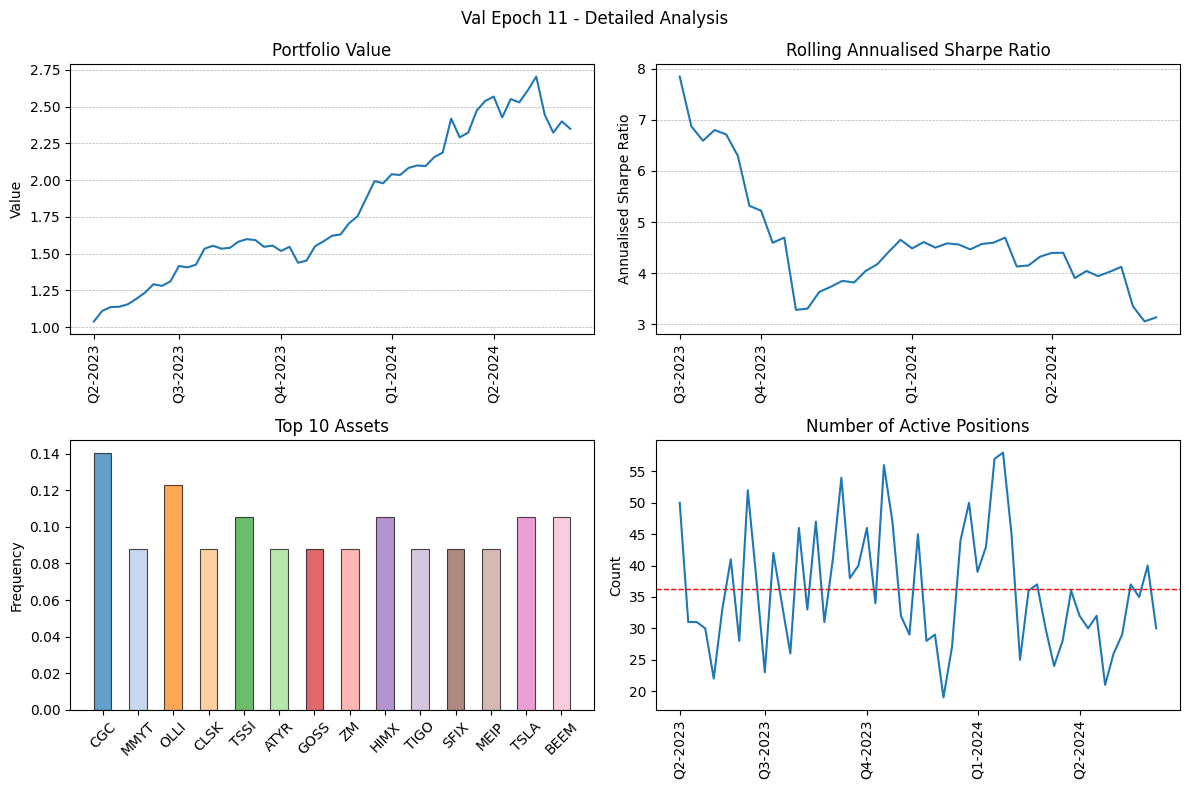 Val Epoch 11 - Detailed Analysis
Portfolio Value
Value
2.75
2.50
2.25
2.00
1.75
1.50
1.25
1.00
Q2-2023
Q3-2023
Q4-2023
Q1-2024
Q2-2024
Rolling Annualised Sharpe Ratio
Annualised Sharpe Ratio
8
7
6
5
4
3
Q3-2023
Q4-2023
Q1-2024
Q2-2024
Top 10 Assets
Frequency
0.14
0.12
0.10
0.08
0.06
0.04
0.02
0.00
CGC
MMYT
OLLI
CLSK
TSSI
ATYR
GOSS
ZM
HIMX
TIGO
SFIX
MEIP
TSLA
BEEM
Number of Active Positions
Count
55
50
45
40
35
30
25
20
Q2-2023
Q3-2023
Q4-2023
Q1-2024
Q2-2024